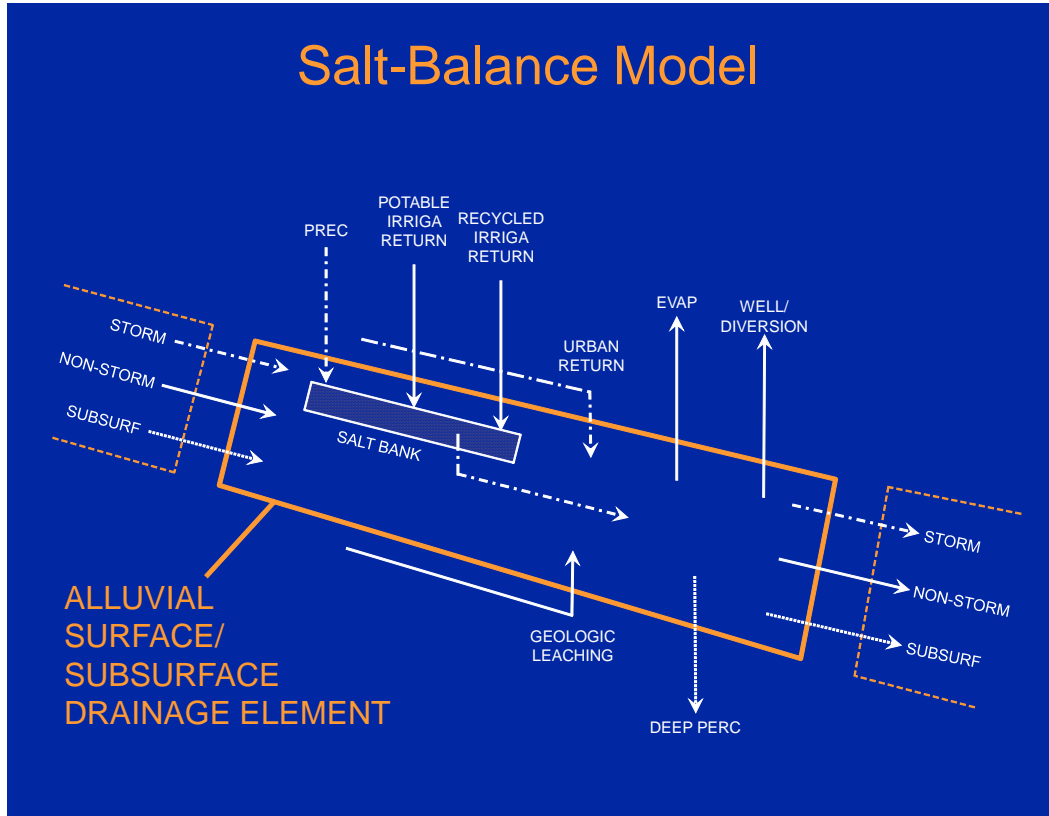 Salt-Balance Model
POTABLE
IRRIGA
RETURN
RECYCLED
IRRIGA
RETURN
PREC
EVAP
WELL/
DIVERSION
STORM
NON-STORM
SUBSURF
URBAN
RETURN
SALT BANK
STORM
NON-STORM
SUBSURF
ALLUVIAL
SURFACE/
SUBSURFACE
DRAINAGE ELEMENT
GEOLOGIC
LEACHING
DEEP PERC